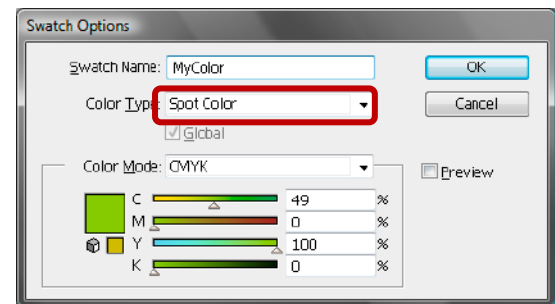 Swatch Options
Swatch Name: MyColor
OK
Color Type: Spot Color
Cancel
Global
Color Mode: CMYK
Preview
C 49 %
M 0 %
Y 100 %
K 0 %